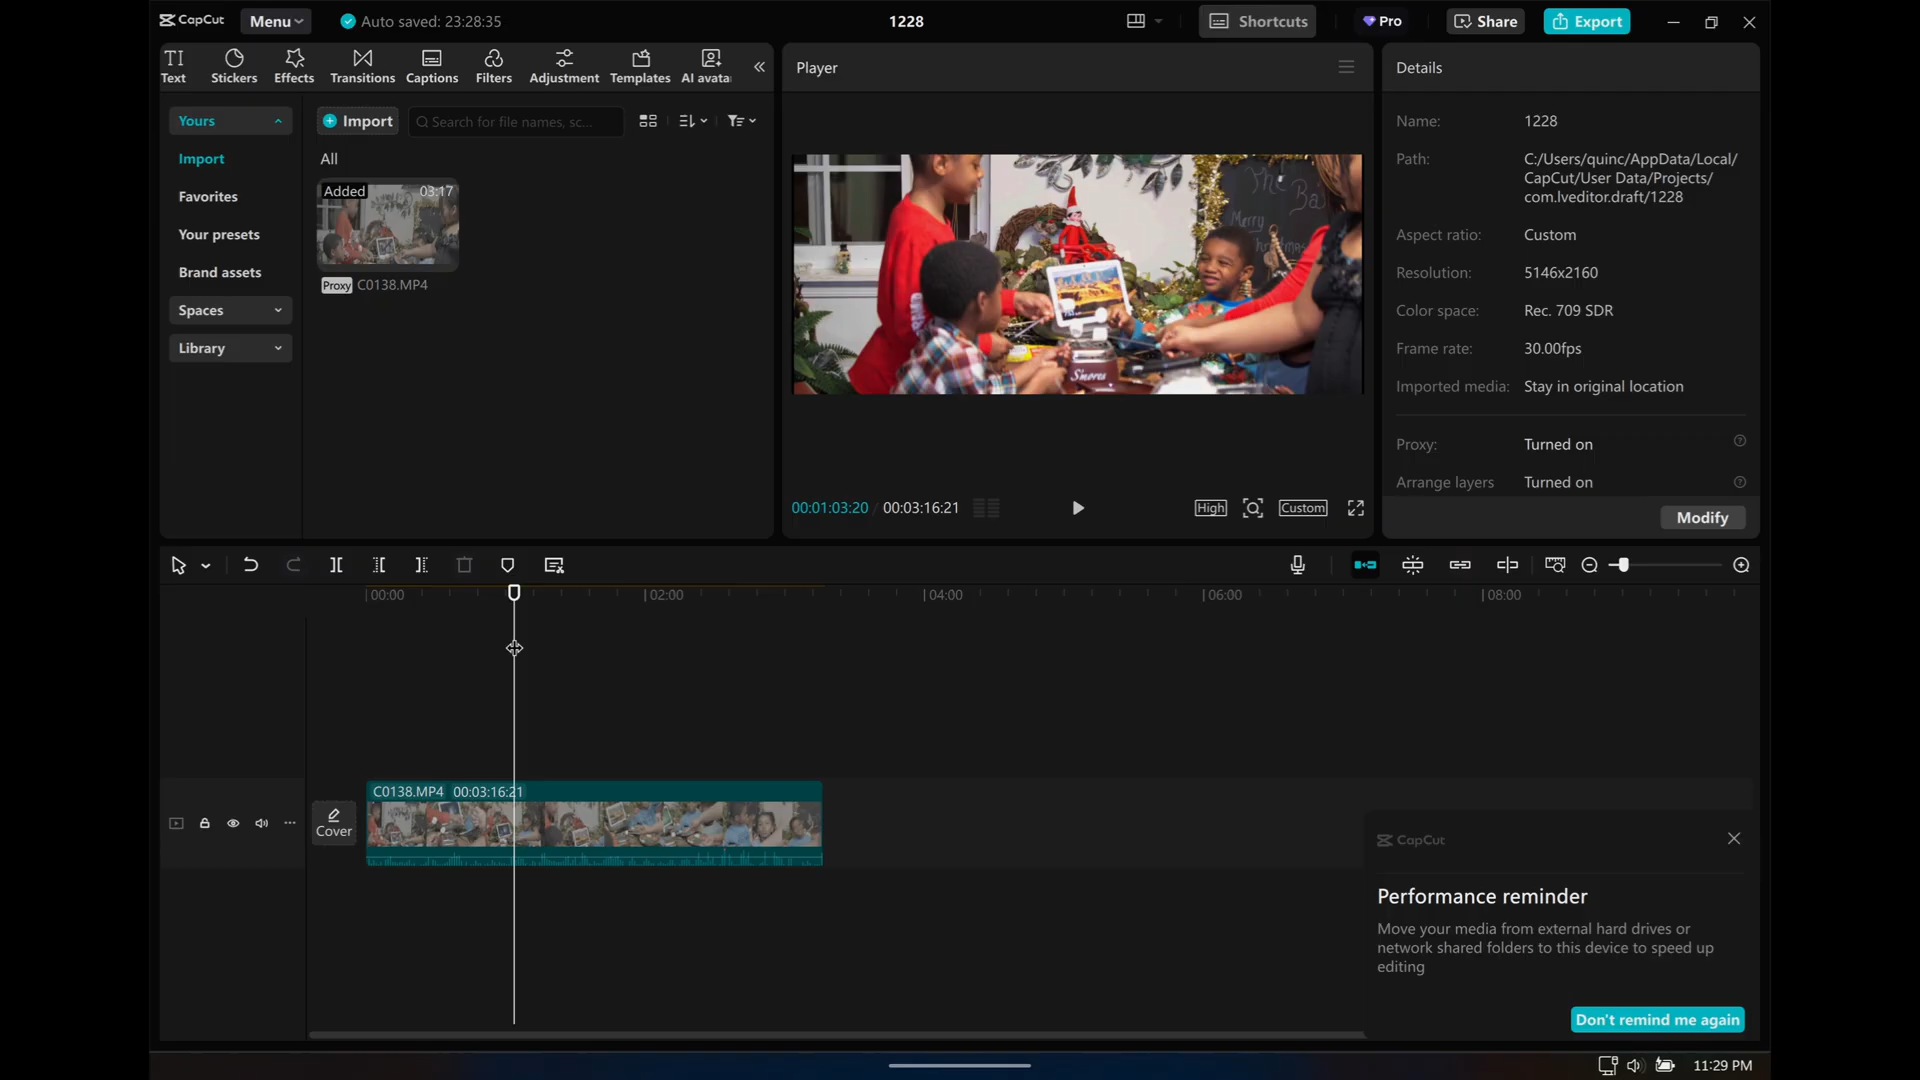 CapCut
Menu
Auto saved: 23:28:35
1228
Shortcuts
Pro
Share
Export
Text
Stickers
Effects
Transitions
Captions
Filters
Adjustment
Templates
AI avata
Player
Details
Yours
Import
Favorites
Your presets
Brand assets
Spaces
Library
Import
Search for file names, sc...
All
Added
03:17
Proxy C0138.MP4
Merry
S'mores
00:01:03:20 / 00:03:16:21
High
Custom
Name: 1228
Path: C:/Users/quinc/AppData/Local/
CapCut/User Data/Projects/
com.lveditor.draft/1228
Aspect ratio: Custom
Resolution: 5146x2160
Color space: Rec. 709 SDR
Frame rate: 30.00fps
Imported media: Stay in original location
Proxy: Turned on
Arrange layers Turned on
Modify
00:00
02:00
04:00
06:00
08:00
Cover
C0138.MP4 00:03:16:21
CapCut
Performance reminder
Move your media from external hard drives or
network shared folders to this device to speed up
editing
Don't remind me again
11:29 PM